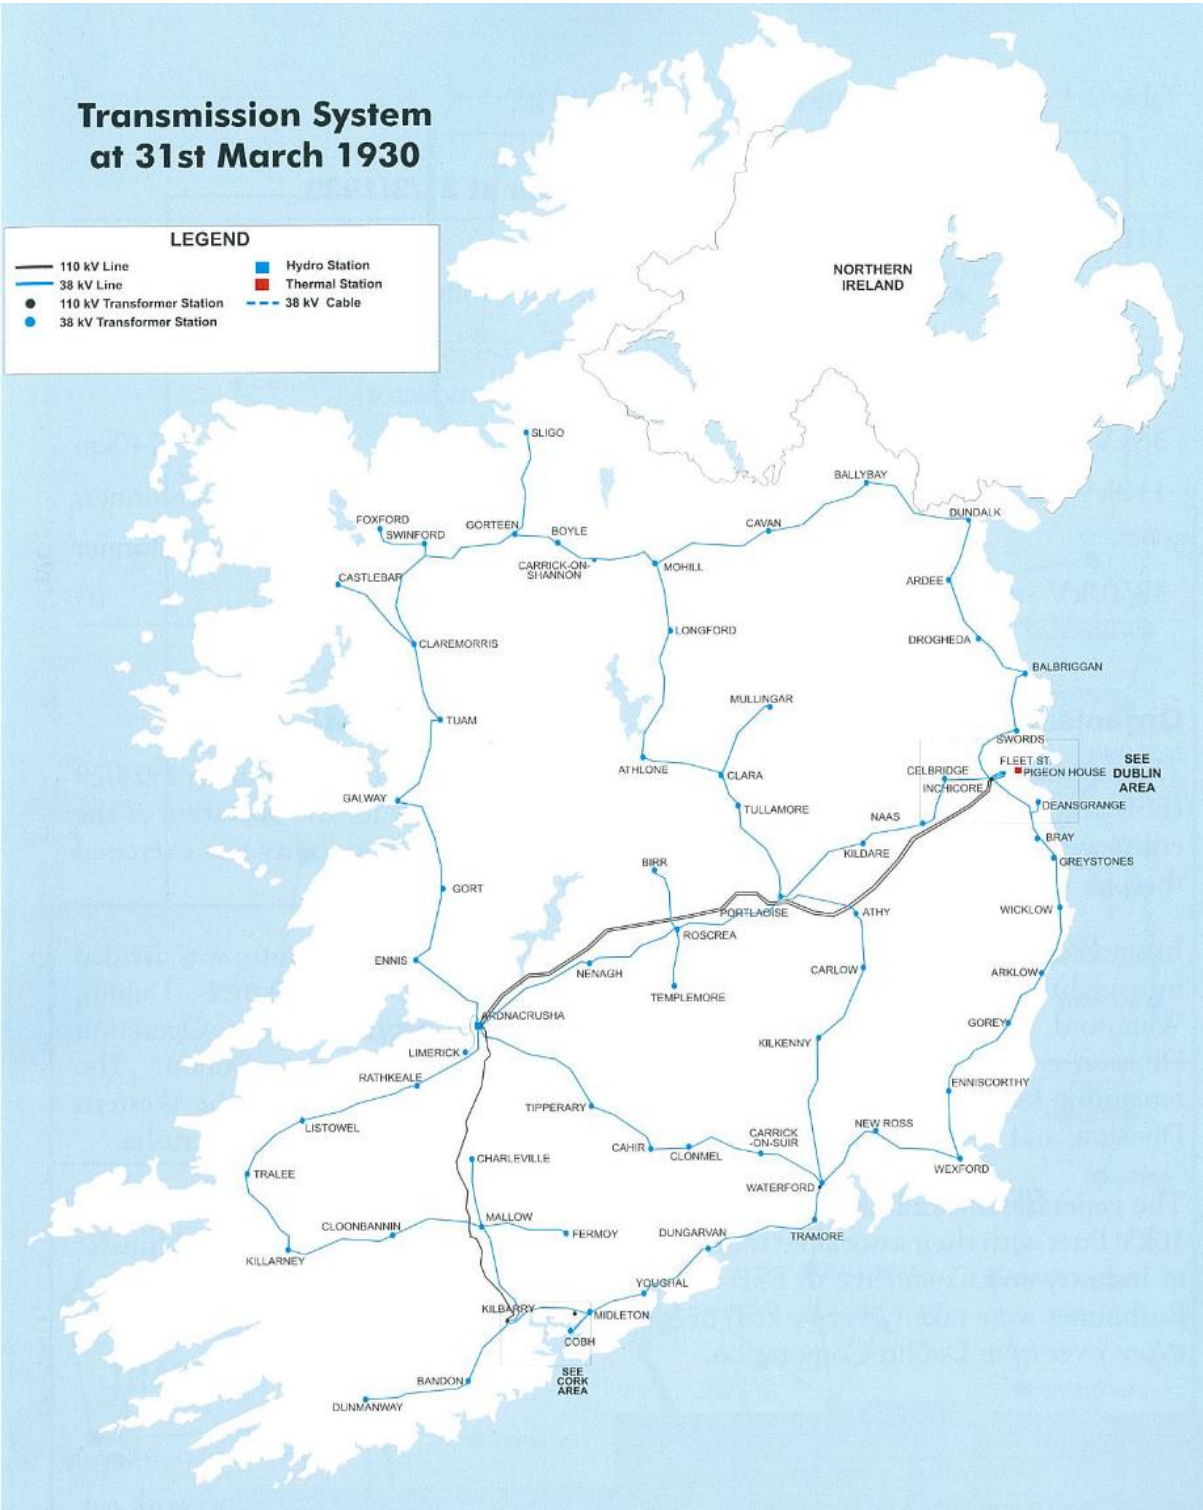 Transmission System
at 31st March 1930
LEGEND
110 kV Line
38 kV Line
110 kV Transformer Station
38 kV Transformer Station
Hydro Station
Thermal Station
38 kV Cable
NORTHERN
IRELAND
SLIGO
BALLYBAY
DUNDALK
FOXFORD
SWINFORD
GORTEEN
BOYLE
CAVAN
CARRICK-ON-
SHANNON
MOHILL
CASTLEBAR
ARDEE
CLAREMORRIS
LONGFORD
DROGHEDA
BALBRIGGAN
MULLINGAR
TUAM
SWORDS
ATHLONE
CLARA
CELBRIDGE
FLEET ST.
PIGEON HOUSE
INCHICORE
SEE
DUBLIN
AREA
GALWAY
TULLAMORE
NAAS
DEANSGRANGE
BRAY
KILDARE
GREYSTONES
BIRR
GORT
PORTLAOISE
ATHY
WICKLOW
ROSCREA
ENNIS
NENAGH
CARLOW
ARKLOW
TEMPLEMORE
ARDNACRUSHA
GOREY
LIMERICK
KILKENNY
RATHKEALE
ENNISCORTHY
TIPPERARY
LISTOWEL
NEW ROSS
CARRICK
-ON-SUIR
CAHIR
CLONMEL
CHARLEVILLE
WEXFORD
TRALEE
WATERFORD
MALLOW
CLOONBANNIN
FERMOY
DUNGARVAN
TRAMORE
KILLARNEY
YOUGHAL
KILBARRY
MIDLETON
COBH
SEE
CORK
AREA
BANDON
DUNMANWAY